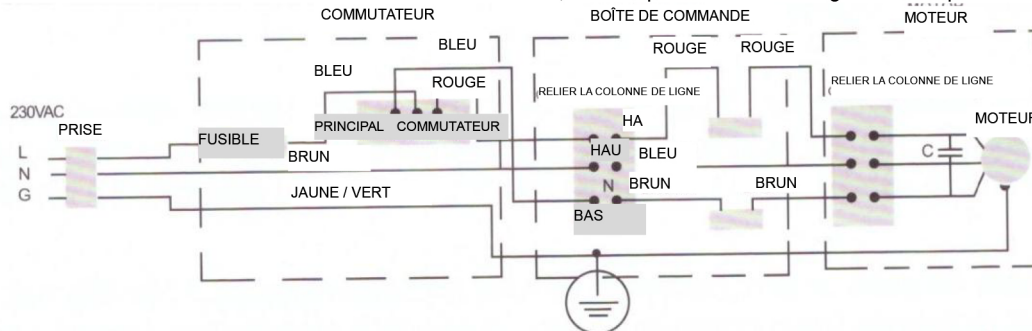 COMMUTATEUR
BOÎTE DE COMMANDE
MOTEUR
BLEU
ROUGE
ROUGE
BLEU
ROUGE
(RELIER LA COLONNE DE LIGNE
RELIER LA COLONNE DE LIGNE
(
230VAC
PRISE
FUSIBLE
PRINCIPAL
COMMUTATEUR
HA
MOTEUR
L
BRUN
HAU
BLEU
C
N
G
JAUNE / VERT
N
BRUN
BRUN
BAS